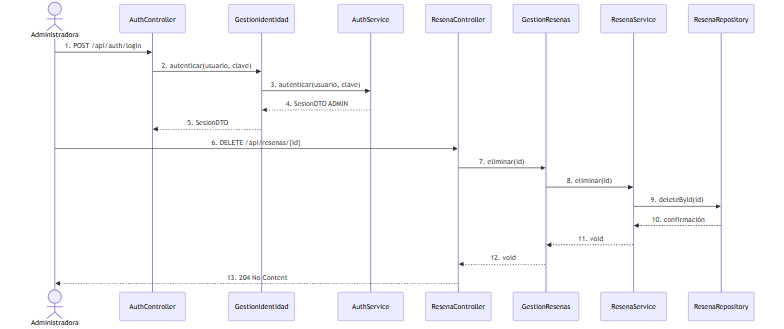 AuthController
GestionIdentidad
AuthService
ResenaController
GestionResenas
ResenaService
ResenaRepository
Administradora
1. POST /api/auth/login
2. autenticar(usuario, clave)
3. autenticar(usuario, clave)
4. SesionDTO ADMIN
5. SesionDTO
6. DELETE /api/resenas/{id}
7. eliminar(id)
8. eliminar(id)
9. deleteById(id)
10. confirmación
11. void
12. void
13. 204 No Content
AuthController
GestionIdentidad
AuthService
ResenaController
GestionResenas
ResenaService
ResenaRepository
Administradora